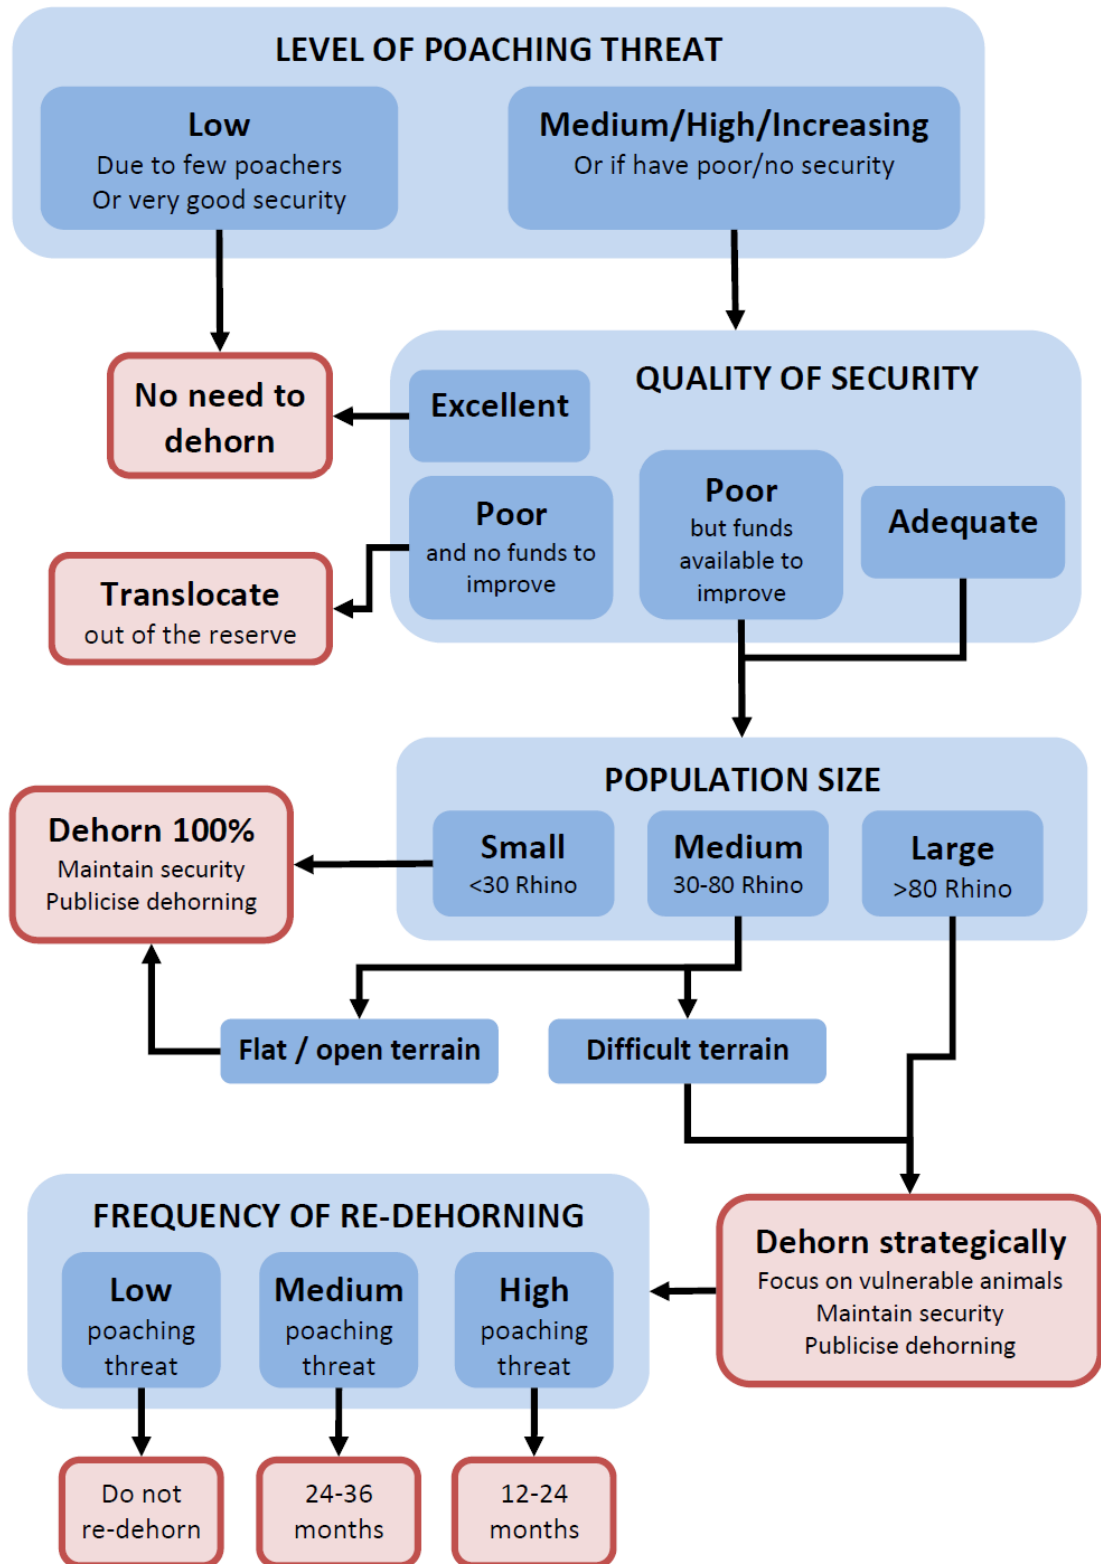 LEVEL OF POACHING THREAT
Low
Due to few poachers
Or very good security
Medium/High/Increasing
Or if have poor/no security
No need to
dehorn
QUALITY OF SECURITY
Excellent
Poor
and no funds to
improve
Poor
but funds
available to
improve
Adequate
Translocate
out of the reserve
POPULATION SIZE
Small
<30 Rhino
Medium
30-80 Rhino
Large
>80 Rhino
Dehorn 100%
Maintain security
Publicise dehorning
Flat / open terrain
Difficult terrain
Dehorn strategically
Focus on vulnerable animals
Maintain security
Publicise dehorning
FREQUENCY OF RE-DEHORNING
Low
poaching
threat
Medium
poaching
threat
High
poaching
threat
Do not
re-dehorn
24-36
months
12-24
months